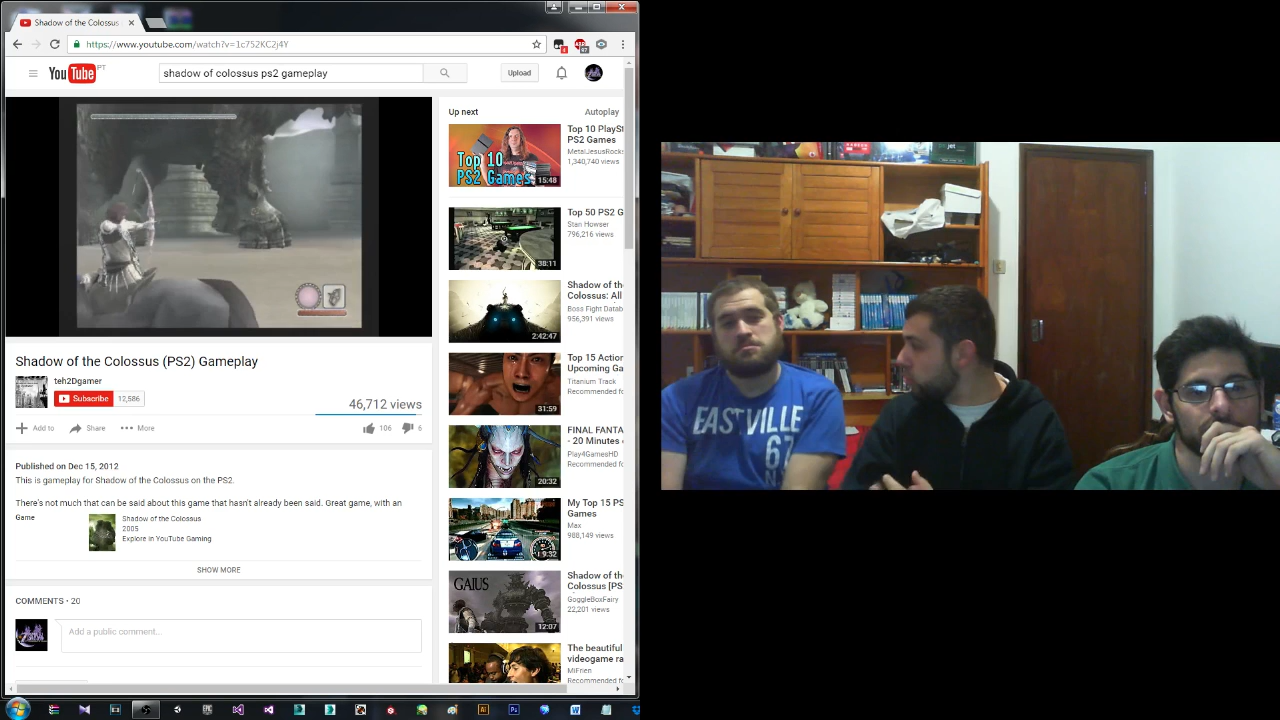 Shadow of the Colossus
https://www.youtube.com/watch?v=1c752KC2j4Y
YouTube PT
shadow of colossus ps2 gameplay
Upload
Shadow of the Colossus (PS2) Gameplay
teh2Dgamer
Subscribe 12,586
46,712 views
Add to
Share
More
106
6
Published on Dec 15, 2012
This is gameplay for Shadow of the Colossus on the PS2.
There's not much that can be said about this game that hasn't already been said. Great game, with an
Game
Shadow of the Colossus
2005
Explore in YouTube Gaming
SHOW MORE
COMMENTS • 20
Add a public comment...
Up next
Autoplay
Top 10
PS2 Games
15:48
Top 10 PlaySt
PS2 Games
MetalJesusRocks
1,340,740 views
38:11
Top 50 PS2 G
Stan Howser
796,216 views
2:42:47
Shadow of the
Colossus: All
Boss Fight Datab
956,391 views
31:59
Top 15 Action
Upcoming Ga
Titanium Track
Recommended fo
20:32
FINAL FANTA
- 20 Minutes o
Play4GamesHD
Recommended fo
19:32
My Top 15 PS
Games
Max
988,149 views
GAIUS
12:07
Shadow of the
Colossus [PS
GoggleBoxFairy
22,201 views
The beautiful
videogame ra
MiFrien
Recommended fo
EASTVILLE
67
jet